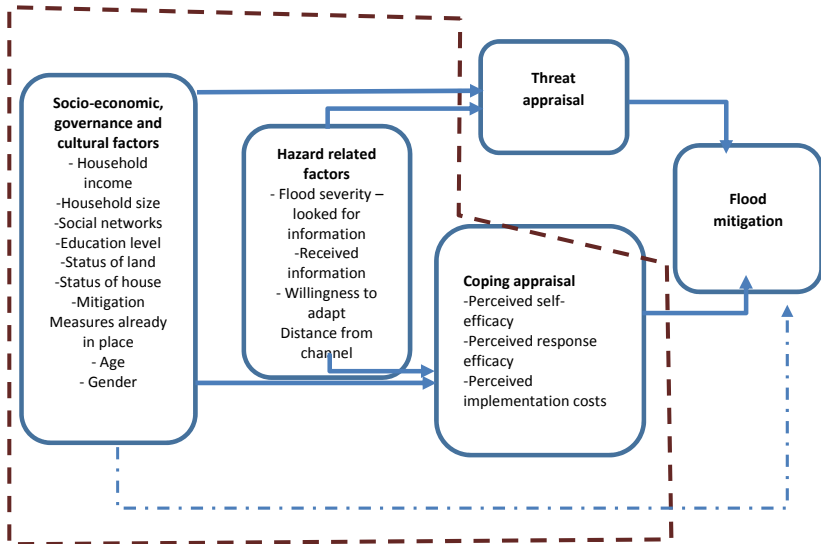 Socio-economic,
governance and
cultural factors
- Household
income
-Household size
-Social networks
-Education level
-Status of land
-Status of house
-Mitigation
Measures already
in place
- Age
- Gender
Hazard related
factors
- Flood severity –
looked for
information
-Received
information
- Willingness to
adapt
Distance from
channel
Threat
appraisal
Coping appraisal
-Perceived self-
efficacy
-Perceived response
efficacy
-Perceived
implementation costs
Flood
mitigation